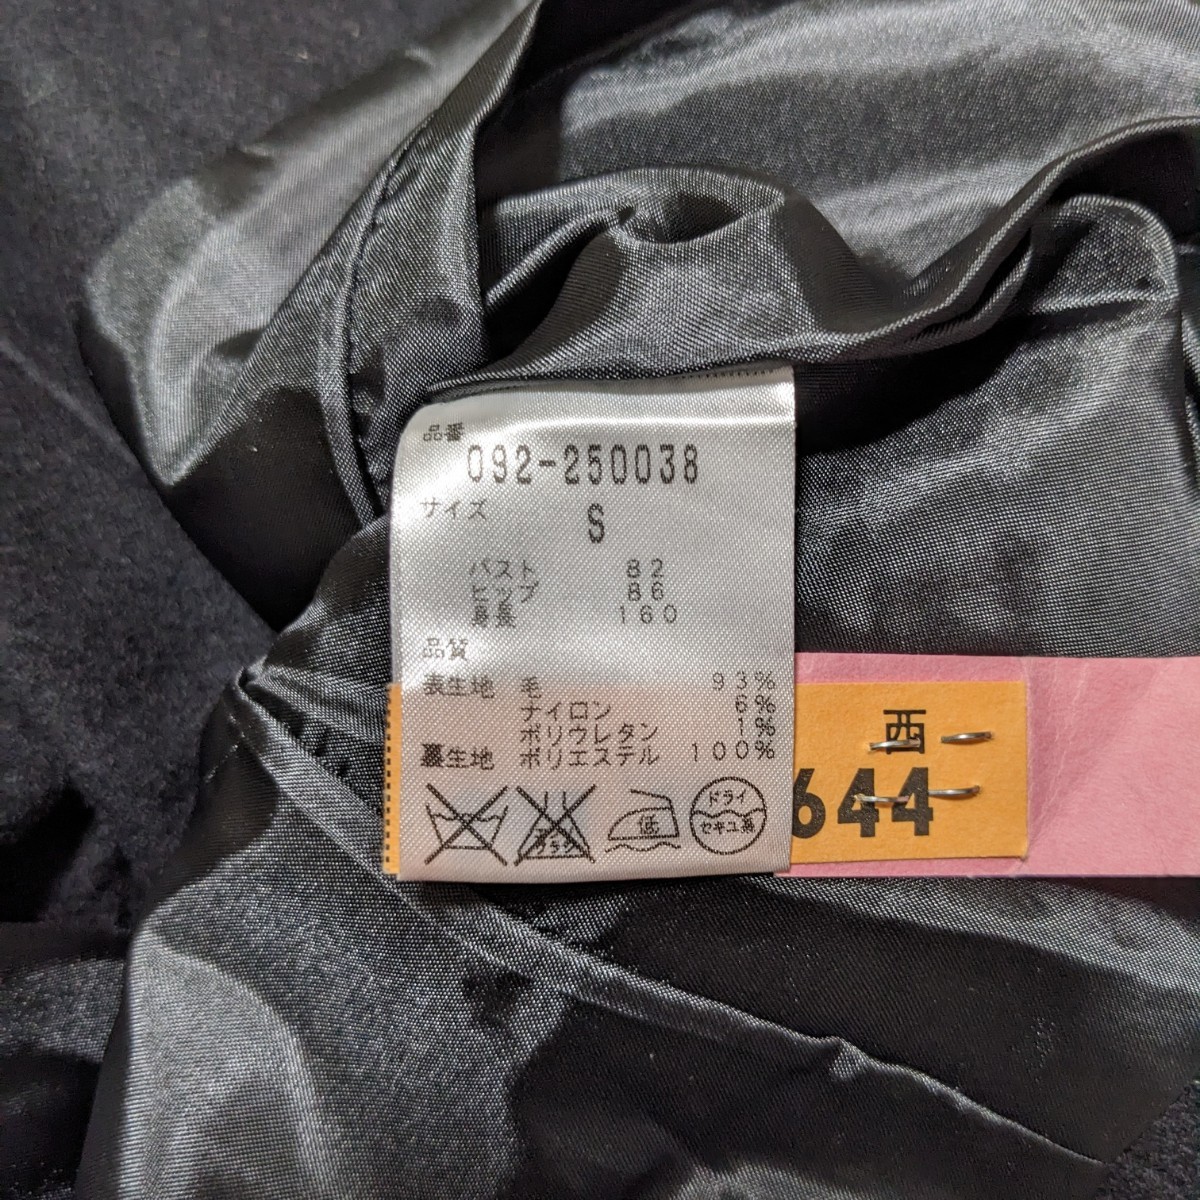 品番
092-250038
サイズ S
バスト 82
ヒップ 86
身長 160
品質
表生地 毛 93%
ナイロン 6%
ポリウレタン 1%
裏生地 ポリエステル 100%
低
ドライ
セキユ系
西
644